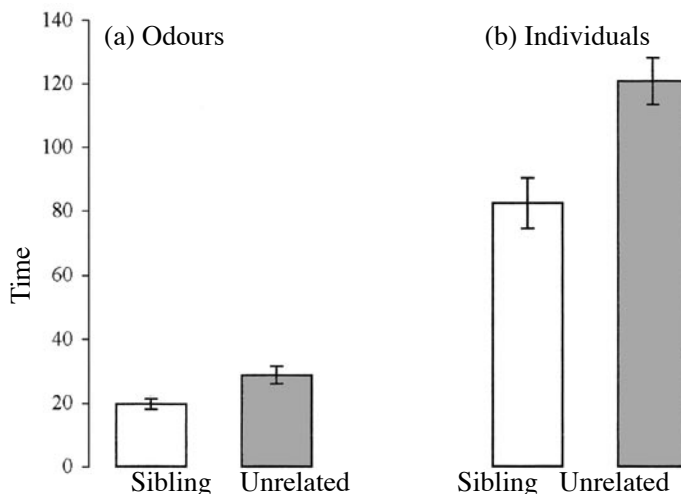 140
120
100
80
60
40
20
0
Time
(a) Odours
(b) Individuals
Sibling Unrelated
Sibling Unrelated